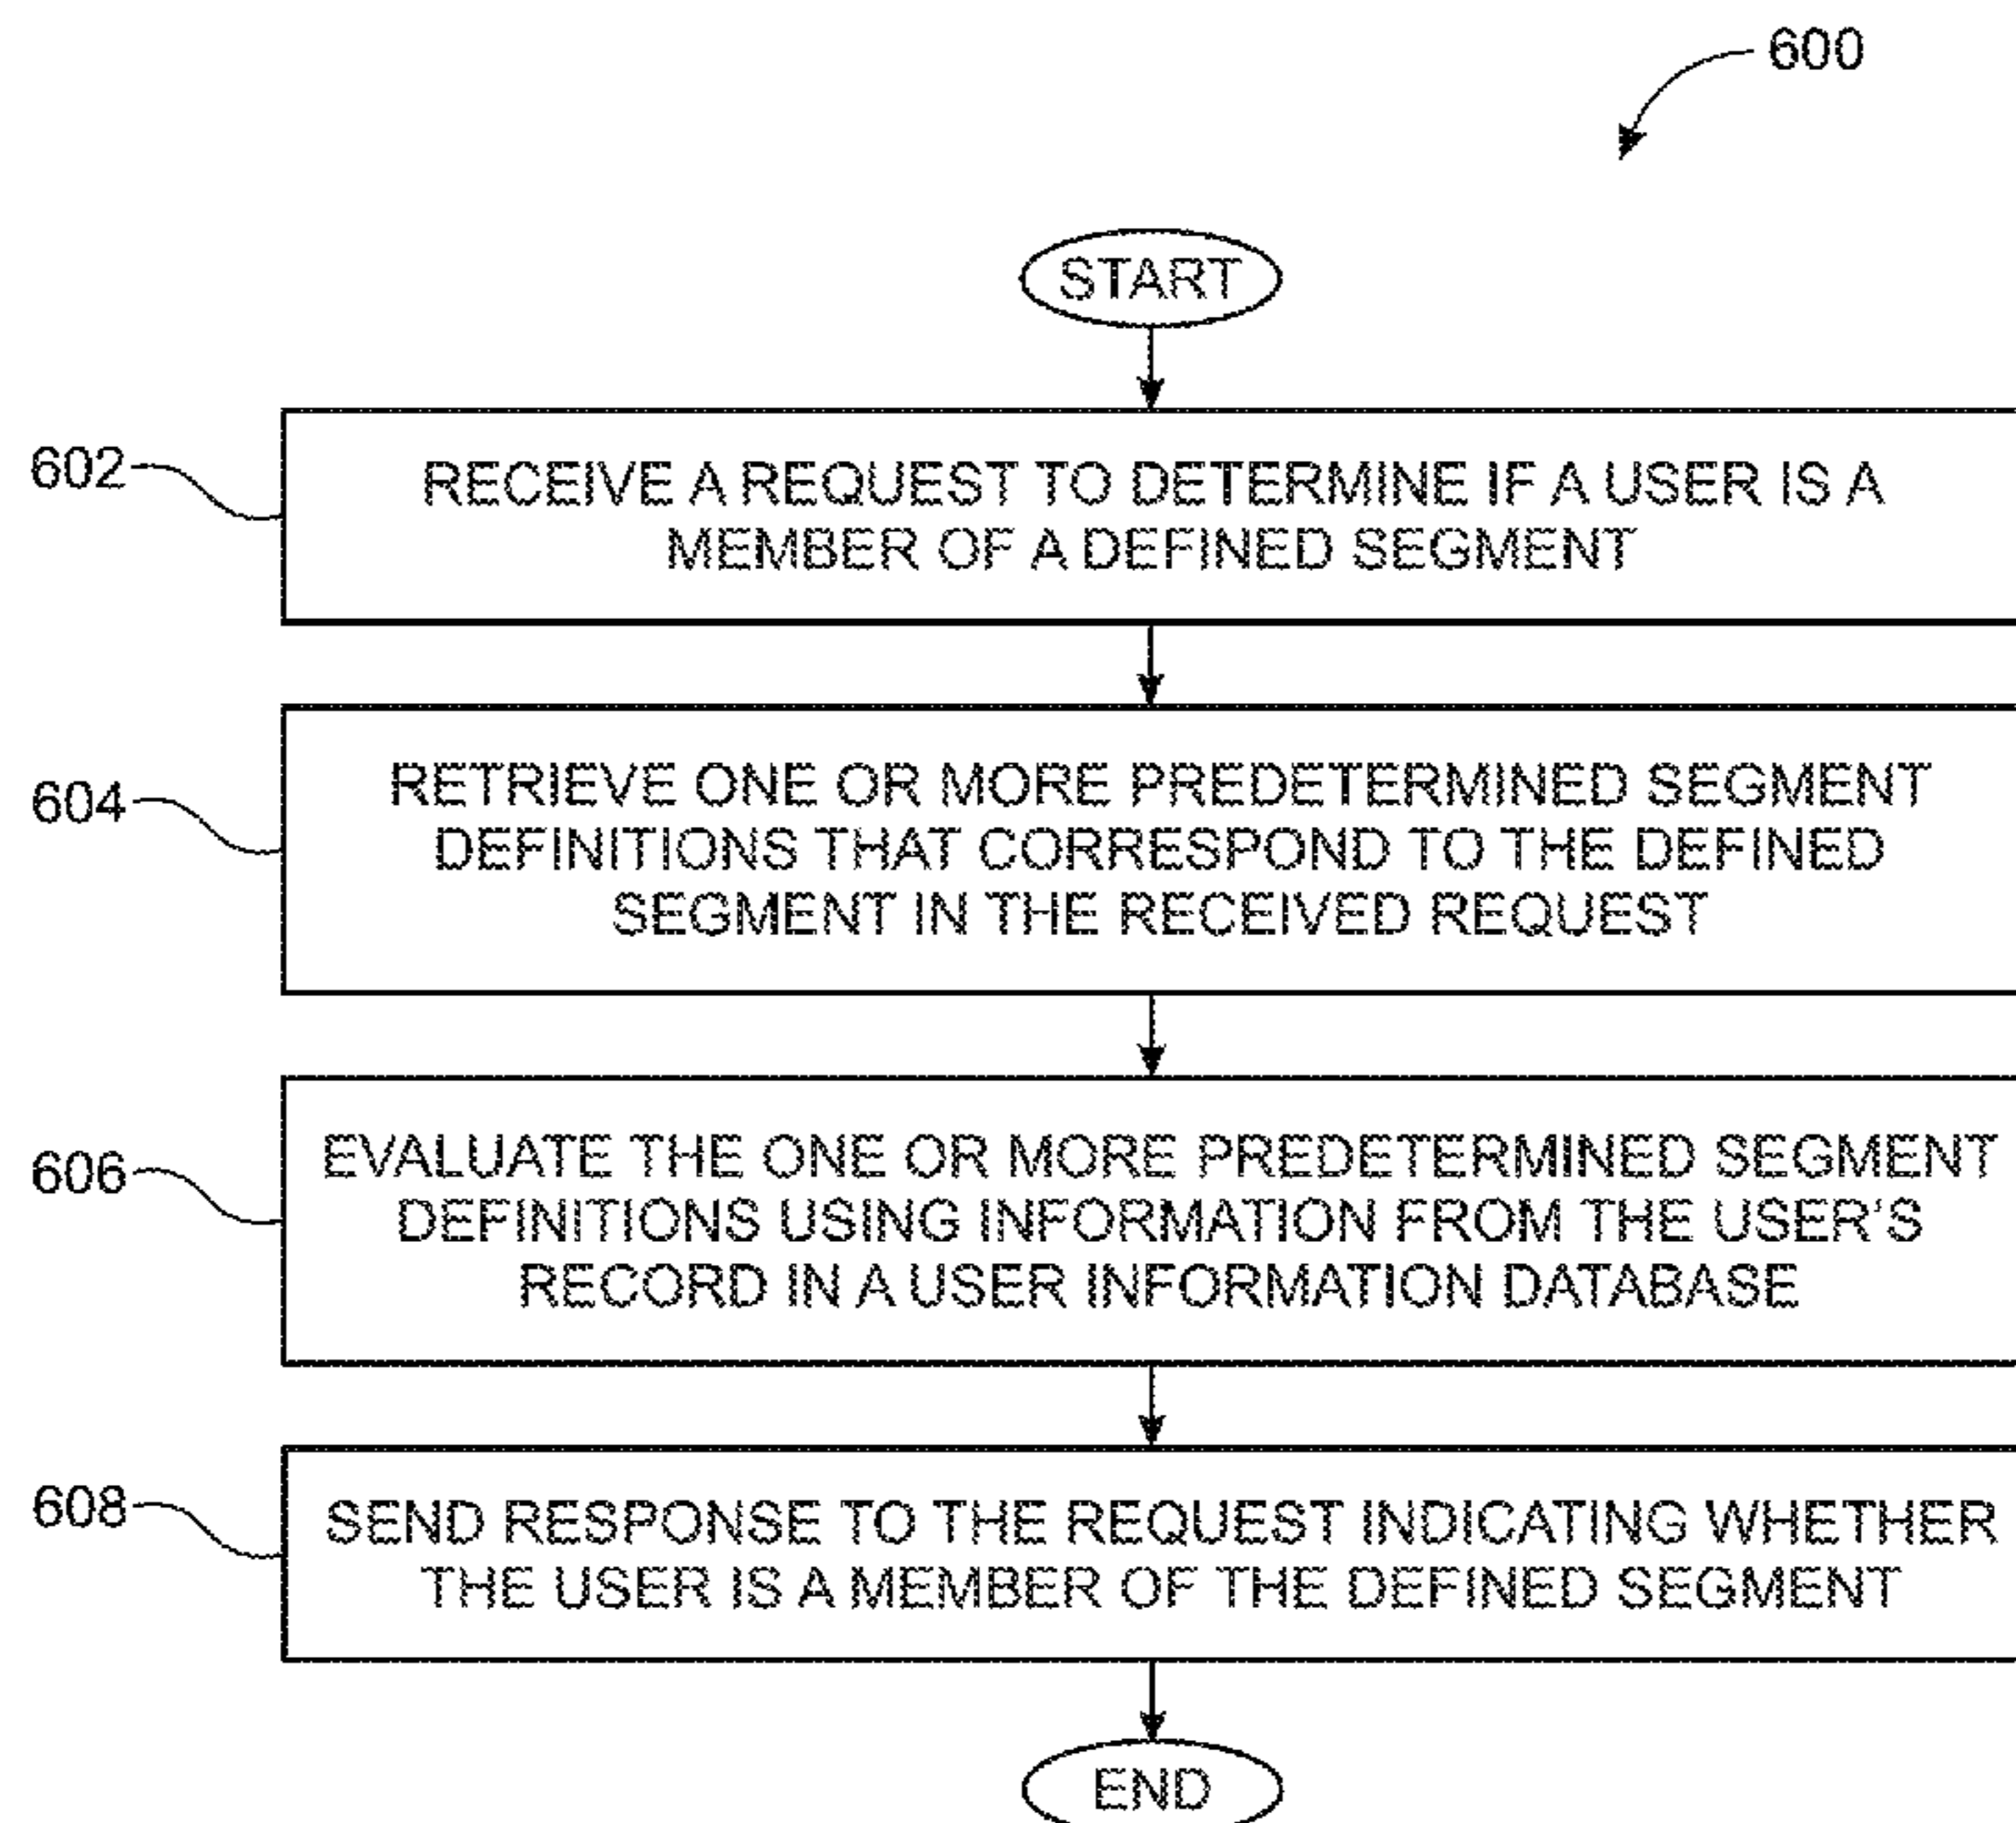 600
START
602
RECEIVE A REQUEST TO DETERMINE IF A USER IS A
MEMBER OF A DEFINED SEGMENT
604
RETRIEVE ONE OR MORE PREDETERMINED SEGMENT
DEFINITIONS THAT CORRESPOND TO THE DEFINED
SEGMENT IN THE RECEIVED REQUEST
606
EVALUATE THE ONE OR MORE PREDETERMINED SEGMENT
DEFINITIONS USING INFORMATION FROM THE USER'S
RECORD IN A USER INFORMATION DATABASE
608
SEND RESPONSE TO THE REQUEST INDICATING WHETHER
THE USER IS A MEMBER OF THE DEFINED SEGMENT
END